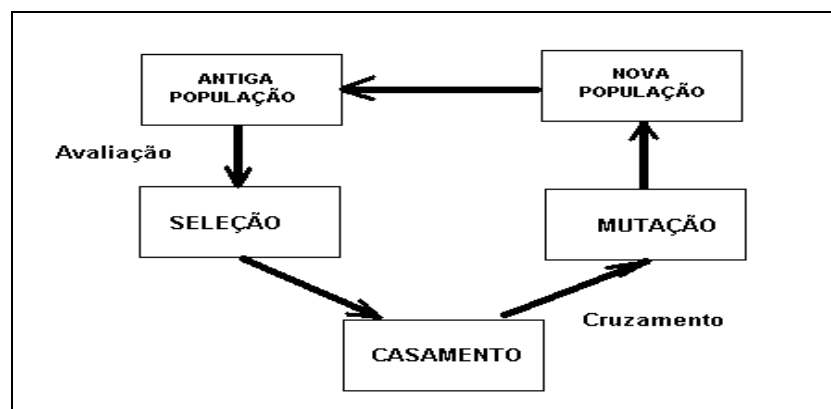 ANTIGA
POPULAÇÃO
NOVA
POPULAÇÃO
Avaliação
SELEÇÃO
MUTAÇÃO
CASAMENTO
Cruzamento